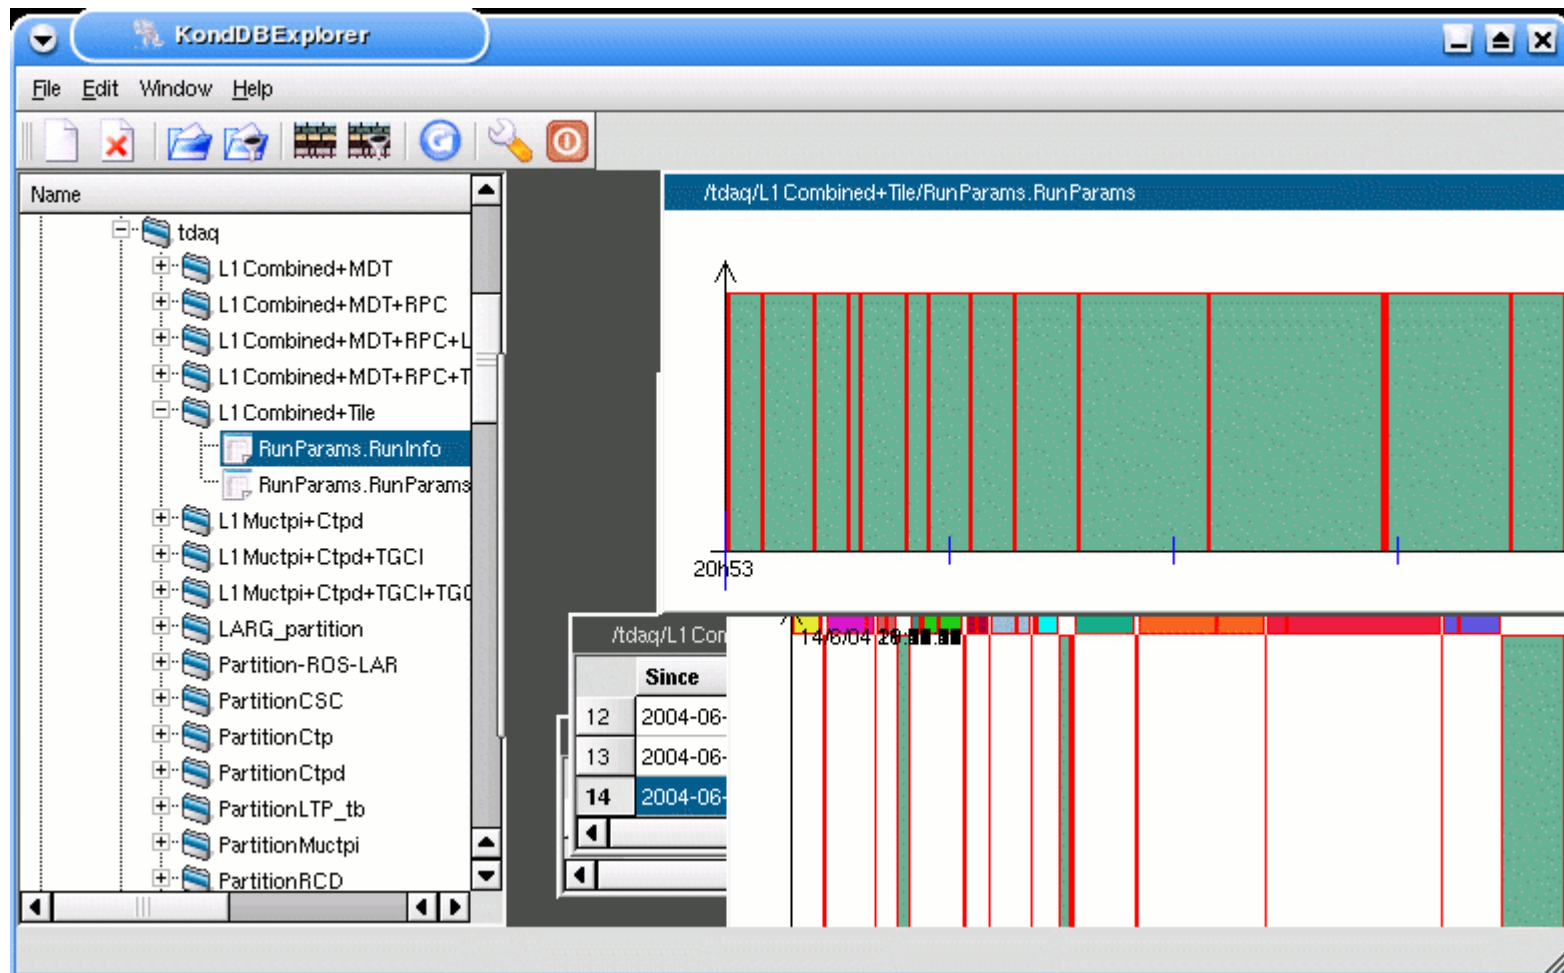 KondDBExplorer
File Edit Window Help
Name
tdaq
L1Combined+MDT
L1Combined+MDT+RPC
L1Combined+MDT+RPC+L
L1Combined+MDT+RPC+T
L1Combined+Tile
RunParams.RunInfo
RunParams.RunParams
L1Muctpi+Ctpd
L1Muctpi+Ctpd+TGCI
L1Muctpi+Ctpd+TGCI+TGC
LARG_partition
Partition-ROS-LAR
PartitionCSC
PartitionCtp
PartitionCtpd
PartitionLTP_tb
PartitionMuctpi
PartitionRCD
/tdaq/L1Combined+Tile/RunParams.RunParams
20h53
/tdaq/L1Con
Since
12 2004-06-
13 2004-06-
14 2004-06-
14/6/04